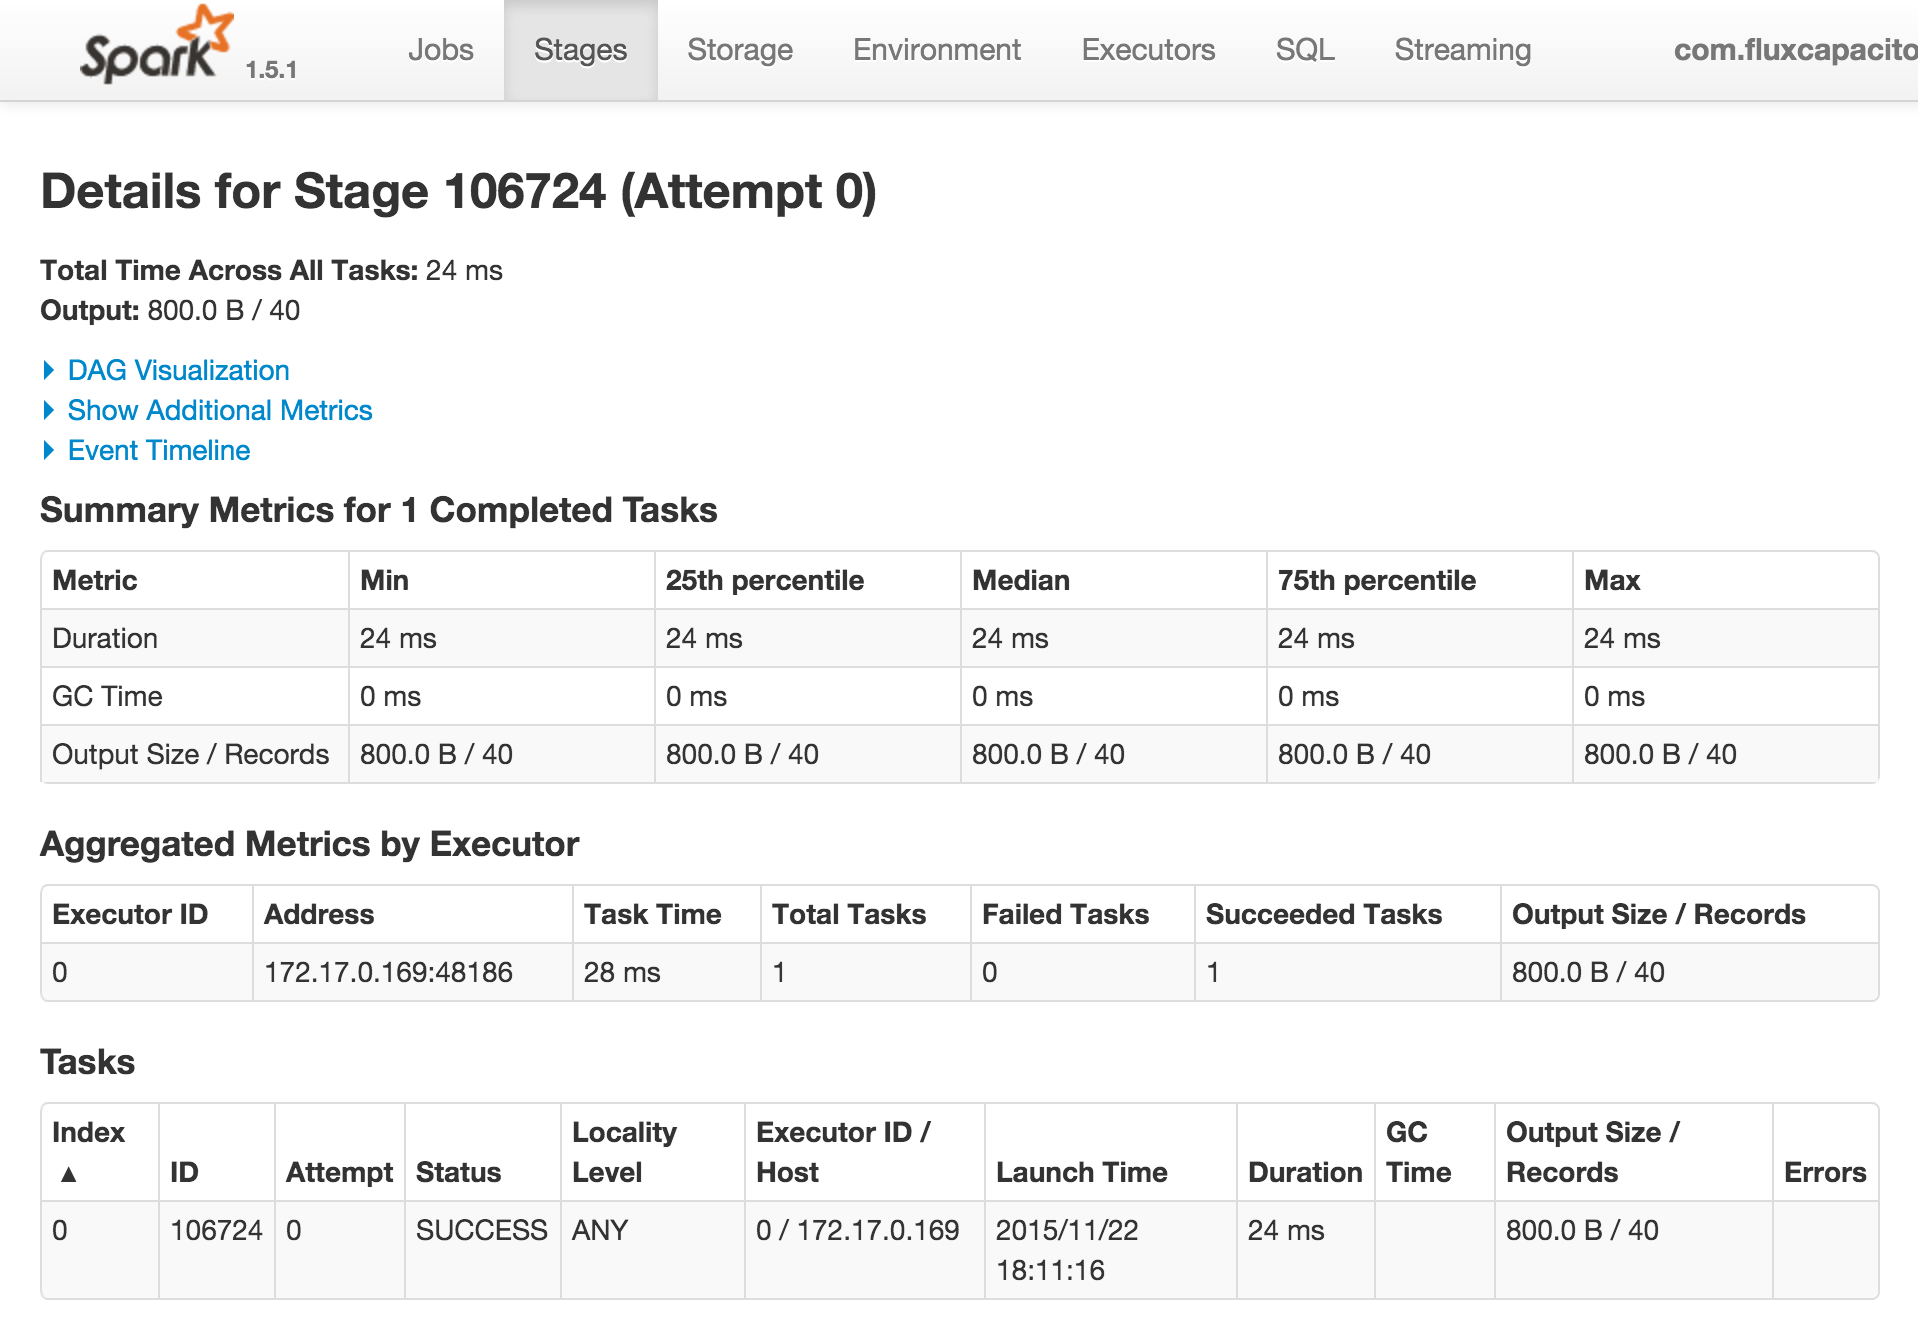 Spark 1.5.1 Jobs Stages Storage Environment Executors SQL Streaming com.fluxcapacito
Details for Stage 106724 (Attempt 0)
Total Time Across All Tasks: 24 ms
Output: 800.0 B / 40
DAG Visualization
Show Additional Metrics
Event Timeline
Summary Metrics for 1 Completed Tasks
Metric Min 25th percentile Median 75th percentile Max
Duration 24 ms 24 ms 24 ms 24 ms 24 ms
GC Time 0 ms 0 ms 0 ms 0 ms 0 ms
Output Size / Records 800.0 B / 40 800.0 B / 40 800.0 B / 40 800.0 B / 40 800.0 B / 40
Aggregated Metrics by Executor
Executor ID Address Task Time Total Tasks Failed Tasks Succeeded Tasks Output Size / Records
0 172.17.0.169:48186 28 ms 1 0 1 800.0 B / 40
Tasks
Index ▲ ID Attempt Status Locality Level Executor ID / Host Launch Time Duration GC Time Output Size / Records Errors
0 106724 0 SUCCESS ANY 0 / 172.17.0.169 2015/11/22 18:11:16 24 ms 800.0 B / 40